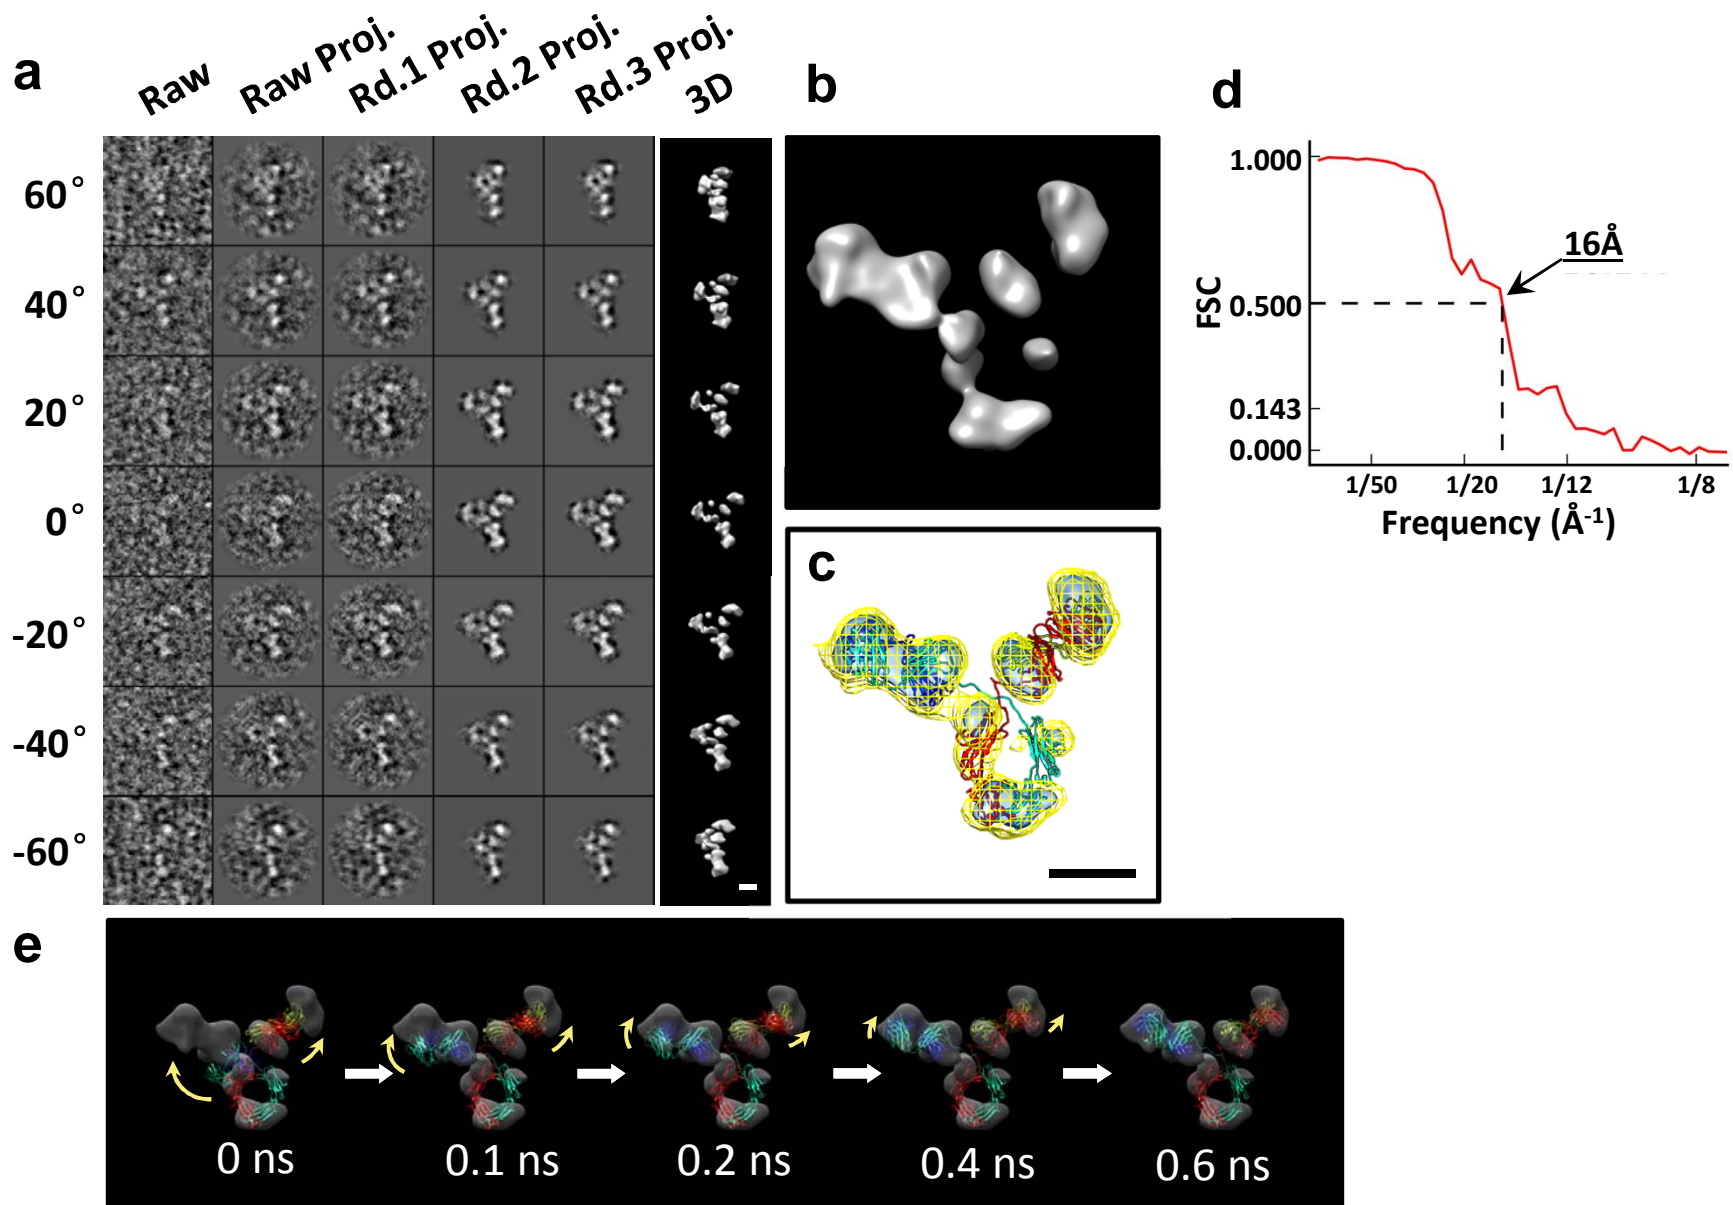 a
Raw
Raw Proj.
Rd.1 Proj.
Rd.2 Proj.
Rd.3 Proj.
3D
60°
40°
20°
0°
-20°
-40°
-60°
b
c
d
1.000
0.500
0.143
0.000
FSC
16Å
1/50
1/20
1/12
1/8
Frequency (Å-1)
e
0 ns
0.1 ns
0.2 ns
0.4 ns
0.6 ns